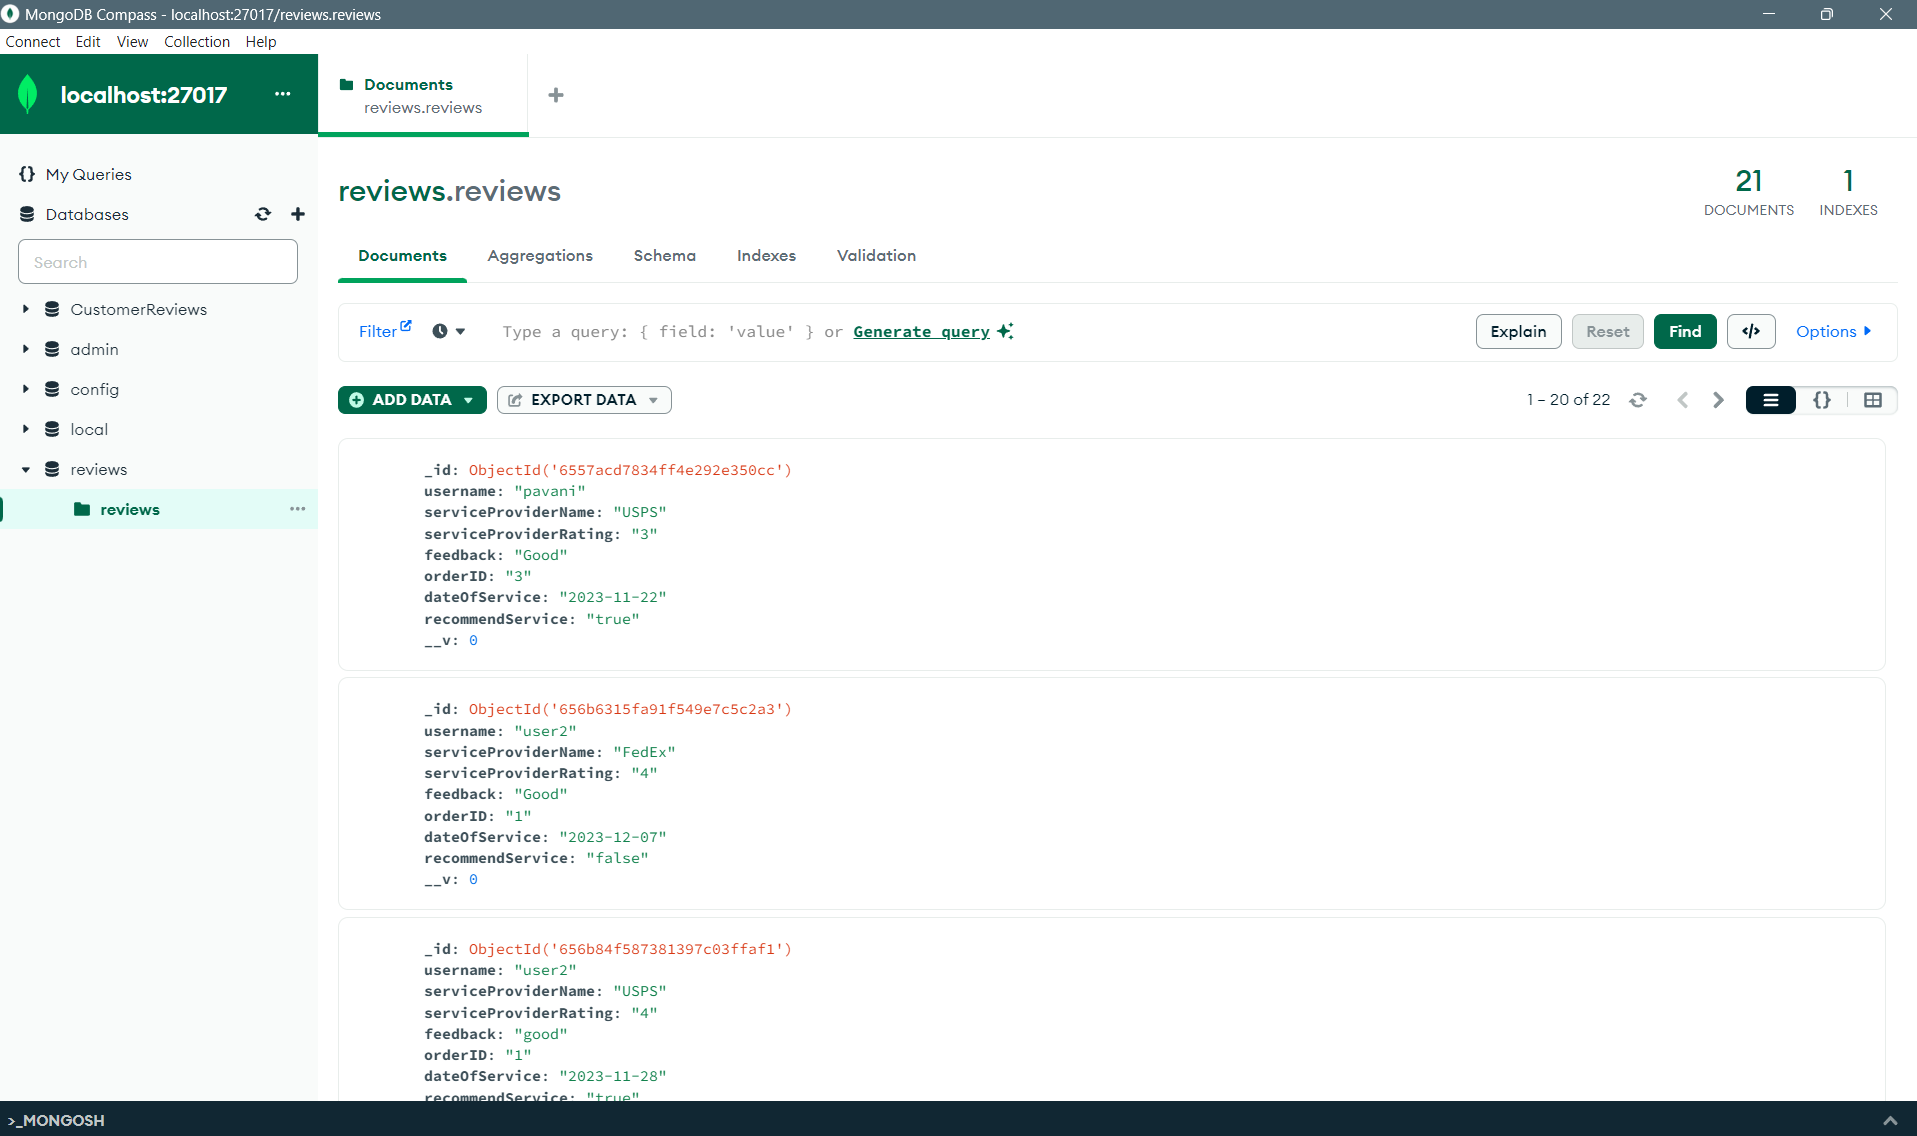 MongoDB Compass - localhost:27017/reviews.reviews
Connect Edit View Collection Help
localhost:27017
Documents
reviews.reviews
My Queries
Databases
Search
CustomerReviews
admin
config
local
reviews
reviews
reviews.reviews
21
DOCUMENTS
1
INDEXES
Documents Aggregations Schema Indexes Validation
Filter Type a query: { field: 'value' } or Generate query Explain Reset Find </> Options
ADD DATA EXPORT DATA 1 – 20 of 22 {}
_id: ObjectId('6557acd7834ff4e292e350cc')
username: "pavani"
serviceProviderName: "USPS"
serviceProviderRating: "3"
feedback: "Good"
orderID: "3"
dateOfService: "2023-11-22"
recommendService: "true"
__v: 0
_id: ObjectId('656b6315fa91f549e7c5c2a3')
username: "user2"
serviceProviderName: "FedEx"
serviceProviderRating: "4"
feedback: "Good"
orderID: "1"
dateOfService: "2023-12-07"
recommendService: "false"
__v: 0
_id: ObjectId('656b84f587381397c03ffaf1')
username: "user2"
serviceProviderName: "USPS"
serviceProviderRating: "4"
feedback: "good"
orderID: "1"
dateOfService: "2023-11-28"
recommendService: "true"
>_MONGOSH